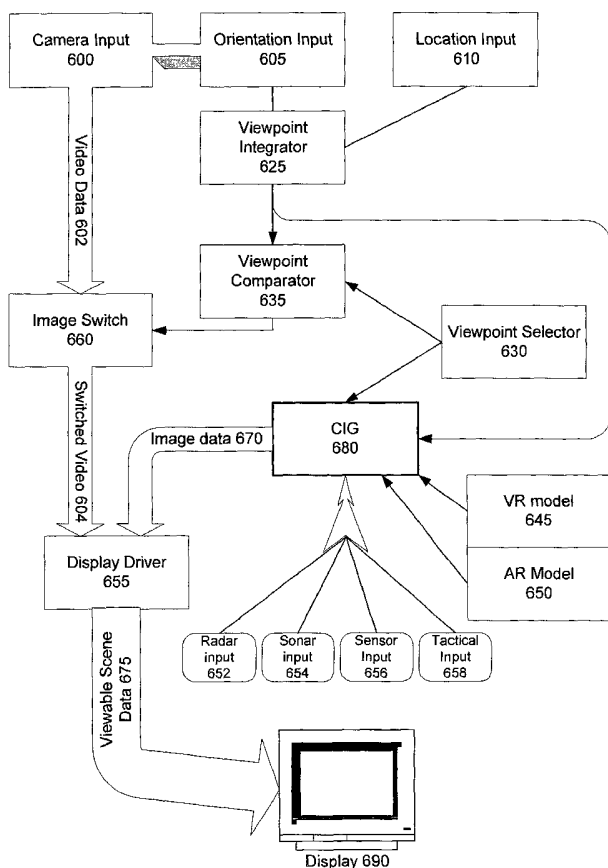 Camera Input
600
Orientation Input
605
Location Input
610
Viewpoint
Integrator
625
Video Data 602
Viewpoint
Comparator
635
Image Switch
660
Viewpoint Selector
630
Switched Video 604
Image data 670
CIG
680
VR model
645
AR Model
650
Display Driver
655
Radar
input
652
Sonar
input
654
Sensor
Input
656
Tactical
Input
658
Viewable Scene
Data 675
Display 690